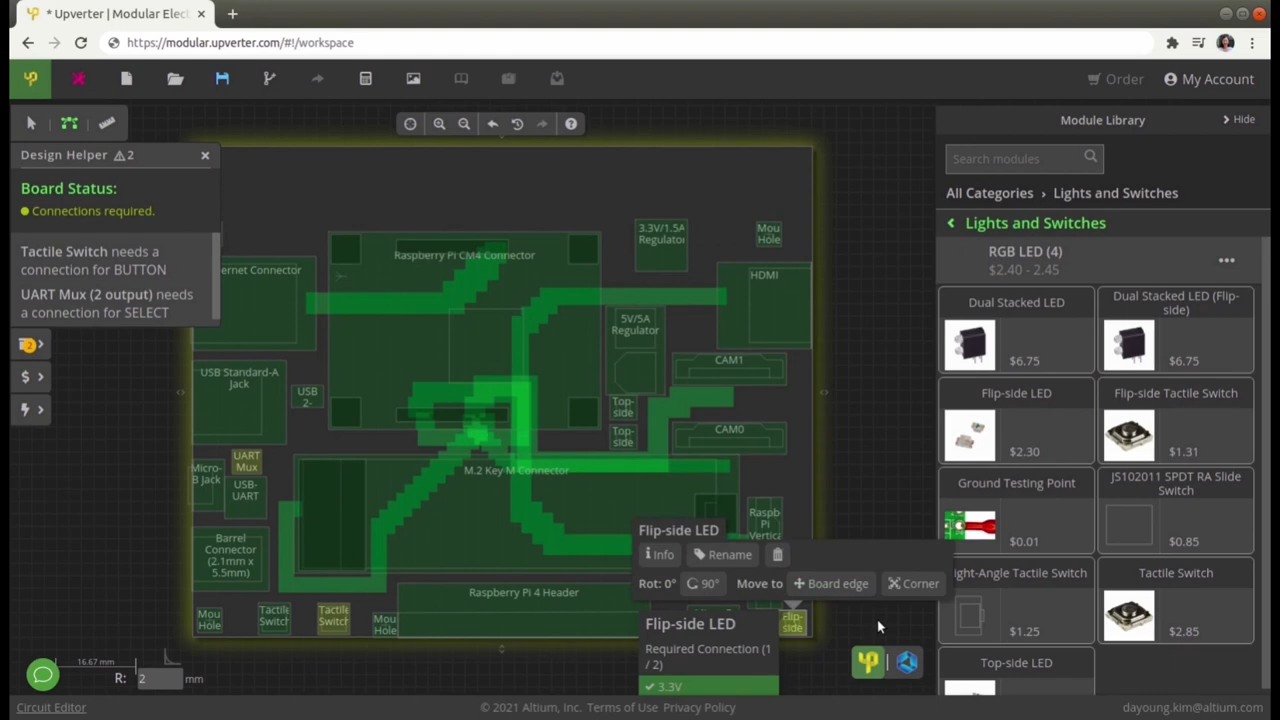 * Upverter | Modular Elect
https://modular.upverter.com/#!/workspace
Order
My Account
Design Helper
2
Board Status:
Connections required.
Tactile Switch needs a
connection for BUTTON
UART Mux (2 output) needs
a connection for SELECT
2
$
ernet Connector
Raspberry Pi CM4 Connector
3.3V/1.5A
Regulator
Mou
Hole
HDMI
5V/5A
Regulator
USB Standard-A
Jack
USB
2-
CAM1
Top-
side
Top-
side
CAM0
UART
Mux
Micro-
B Jack
USB-
UART
M.2 Key M Connector
Raspb
Pi
Vertica
Barrel
Connector
(2.1mm x
5.5mm)
Raspberry Pi 4 Header
Mou
Hole
Tactile
Switch
Tactile
Switch
Mou
Hole
Flip-
side
Flip-side LED
Info
Rename
Rot: 0°
90°
Move to
Board edge
Corner
Flip-side LED
Required Connection (1
/ 2)
3.3V
16.67 mm
R:
2
mm
Module Library
Hide
Search modules
All Categories › Lights and Switches
Lights and Switches
RGB LED (4)
$2.40 - 2.45
Dual Stacked LED
$6.75
Dual Stacked LED (Flip-
side)
$6.75
Flip-side LED
$2.30
Flip-side Tactile Switch
$1.31
Ground Testing Point
$0.01
JS102011 SPDT RA Slide
Switch
$0.85
ight-Angle Tactile Switch
$1.25
Tactile Switch
$2.85
Top-side LED
Circuit Editor
© 2021 Altium, Inc. Terms of Use Privacy Policy
dayoung.kim@altium.com